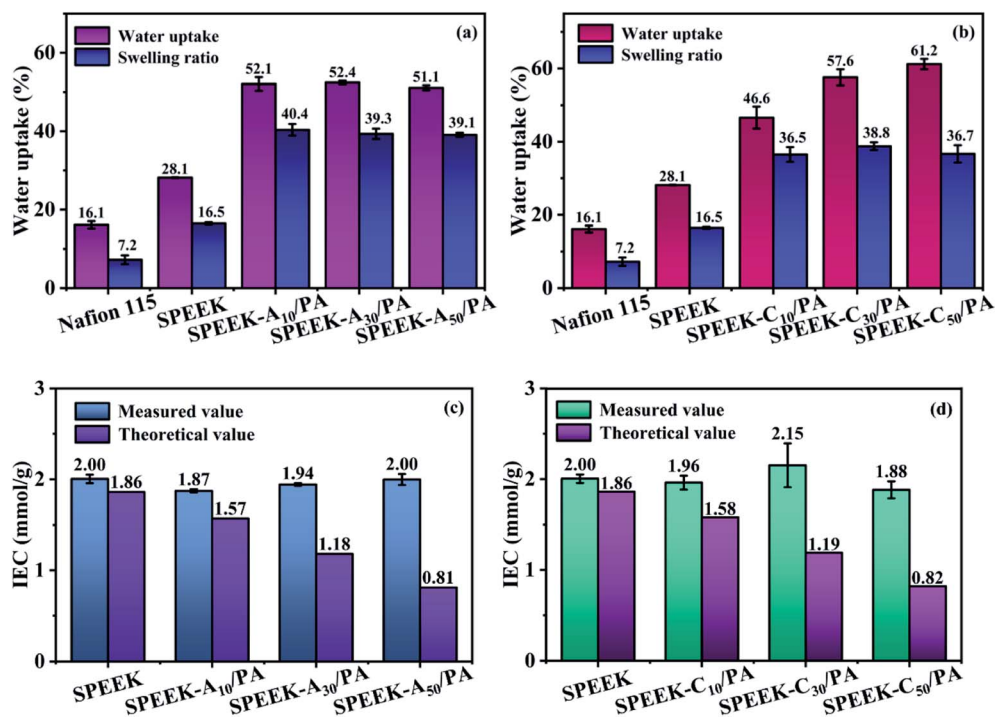 (a)
Water uptake
Swelling ratio
Water uptake (%)
60
40
20
0
16.1
7.2
28.1
16.5
52.1
40.4
52.4
39.3
51.1
39.1
Nafion 115
SPEEK
SPEEK-A10/PA
SPEEK-A30/PA
SPEEK-A50/PA
(b)
Water uptake
Swelling ratio
Water uptake (%)
60
40
20
0
16.1
7.2
28.1
16.5
46.6
36.5
57.6
38.8
61.2
36.7
Nafion 115
SPEEK
SPEEK-C10/PA
SPEEK-C30/PA
SPEEK-C50/PA
(c)
Measured value
Theoretical value
IEC (mmol/g)
3
2
1
0
2.00
1.86
1.87
1.57
1.94
1.18
2.00
0.81
SPEEK
SPEEK-A10/PA
SPEEK-A30/PA
SPEEK-A50/PA
(d)
Measured value
Theoretical value
IEC (mmol/g)
3
2
1
0
2.00
1.86
1.96
1.58
2.15
1.19
1.88
0.82
SPEEK
SPEEK-C10/PA
SPEEK-C30/PA
SPEEK-C50/PA